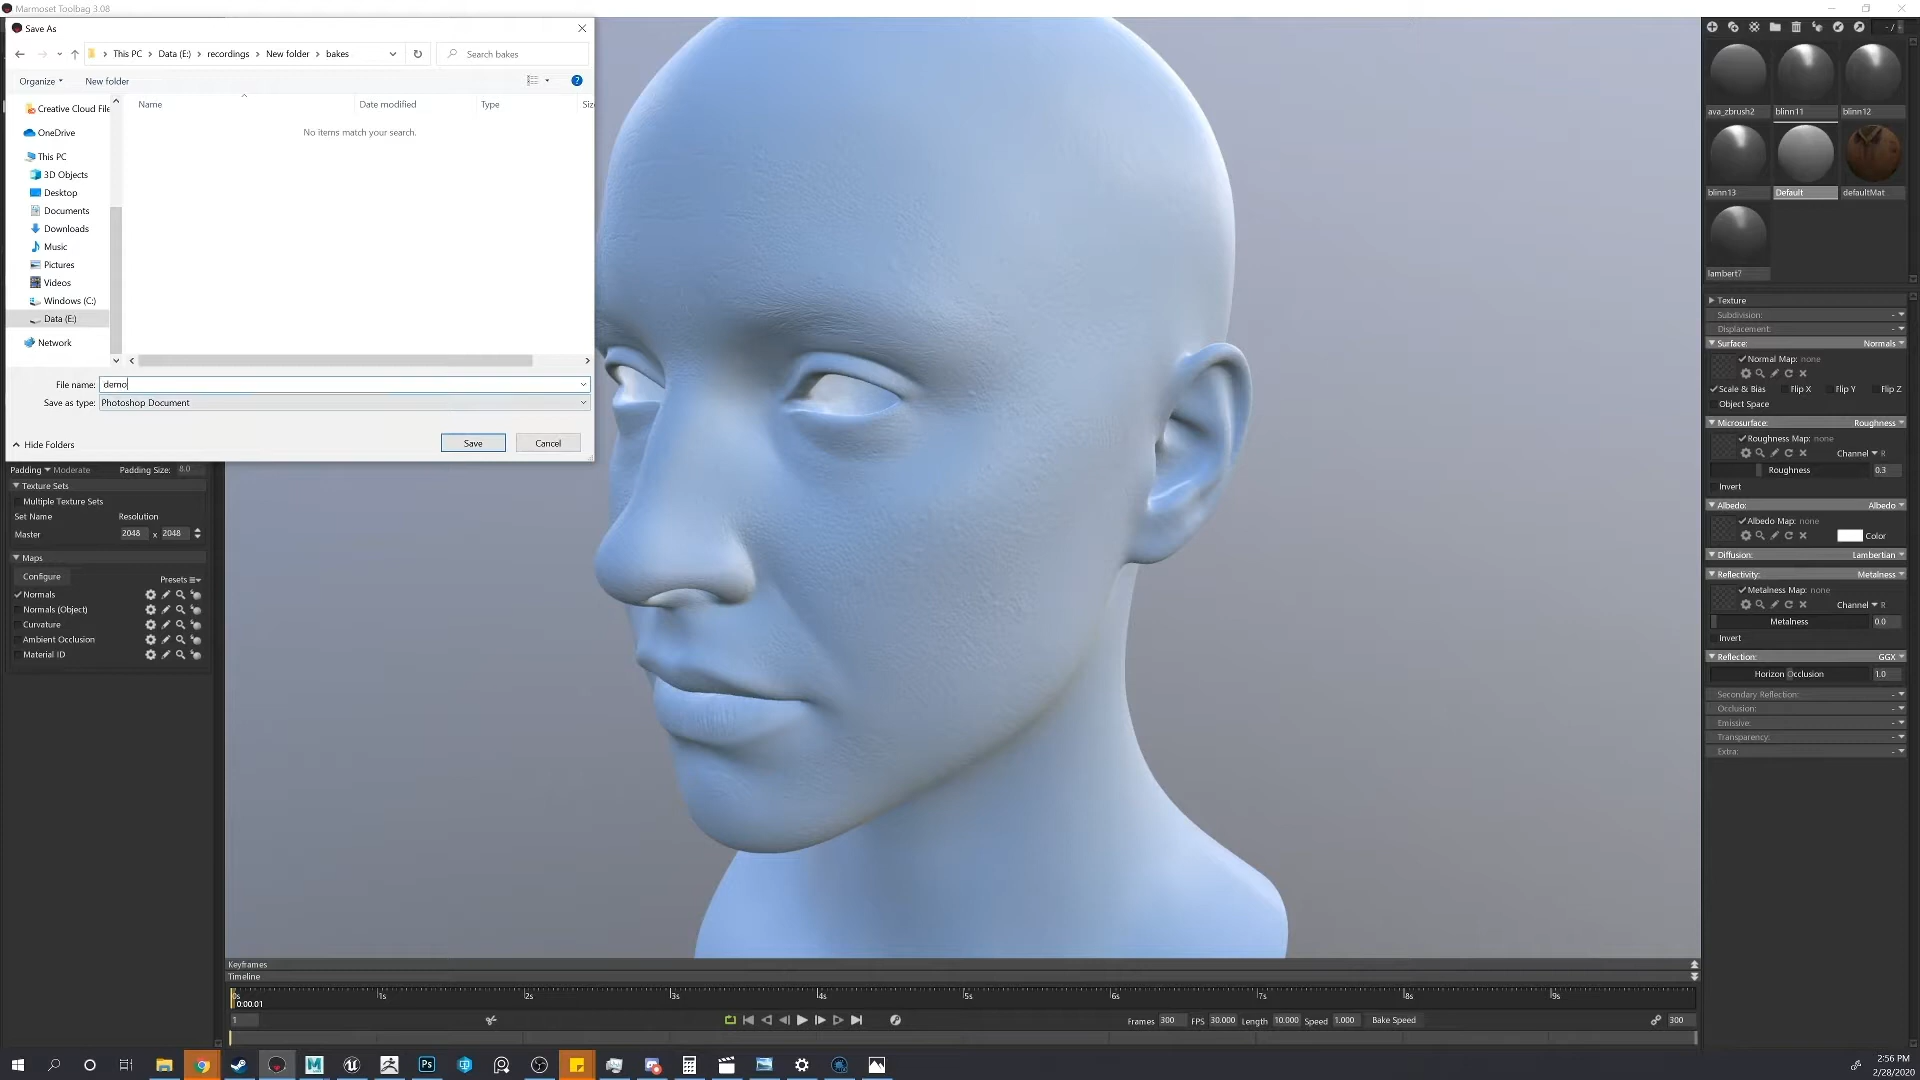 Marmoset Toolbag 3.08
Save As
This PC > Data (E:) > recordings > New folder > bakes
Search bakes
Organize
New folder
Name
Date modified
Type
Siz
No items match your search.
Creative Cloud File
OneDrive
This PC
3D Objects
Desktop
Documents
Downloads
Music
Pictures
Videos
Windows (C:)
Data (E:)
Network
File name: demo
Save as type: Photoshop Document
Hide Folders
Save
Cancel
Padding Moderate
Padding Size: 8.0
Texture Sets
Multiple Texture Sets
Set Name Resolution
Master 2048 x 2048
Maps
Configure
Presets
Normals
Normals (Object)
Curvature
Ambient Occlusion
Material ID
Keyframes
Timeline
0s 1s 2s 3s 4s 5s 6s 7s 8s 9s
0:00.01
1
Frames 300 FPS 30.000 Length 10.000 Speed 1.000 Bake Speed
300
- / -
ava_zbrush2 blinn11 blinn12
blinn13 Default defaultMat
lambert7
Texture
Subdivision: -
Displacement: -
Surface: Normals
Normal Map: none
Scale & Bias Flip X Flip Y Flip Z
Object Space
Microsurface: Roughness
Roughness Map: none
Channel R
Roughness 0.3
Invert
Albedo: Albedo
Albedo Map: none
Color
Diffusion: Lambertian
Reflectivity: Metalness
Metalness Map: none
Channel R
Metalness 0.0
Invert
Reflection: GGX
Horizon Occlusion 1.0
Secondary Reflection: -
Occlusion: -
Emissive: -
Transparency: -
Extra: -
Ps
2:56 PM
2/28/2020